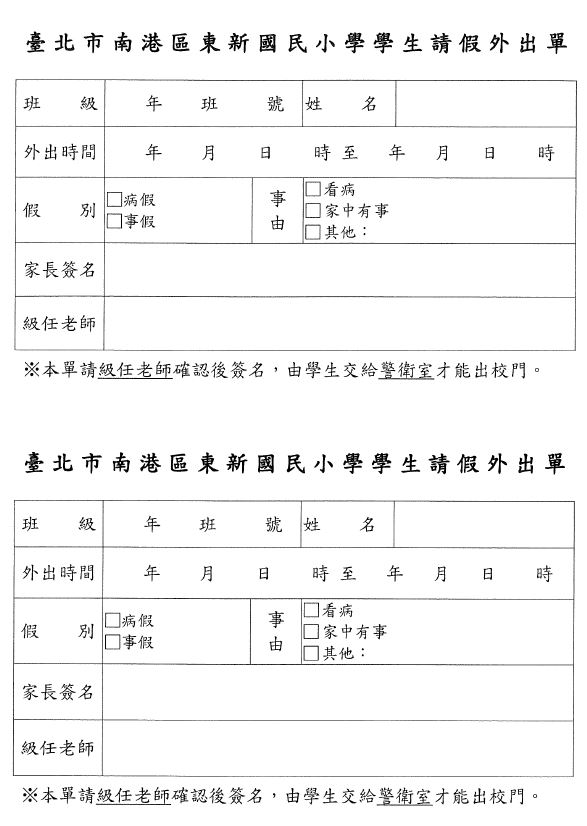 臺北市南港區東新國民小學學生請假外出單
班級 年 班 號 姓名
外出時間 年 月 日 時 至 年 月 日 時
假別 □病假 □事假 事由 □看病 □家中有事 □其他：
家長簽名
級任老師
※本單請級任老師確認後簽名，由學生交給警衛室才能出校門。
臺北市南港區東新國民小學學生請假外出單
班級 年 班 號 姓名
外出時間 年 月 日 時 至 年 月 日 時
假別 □病假 □事假 事由 □看病 □家中有事 □其他：
家長簽名
級任老師
※本單請級任老師確認後簽名，由學生交給警衛室才能出校門。